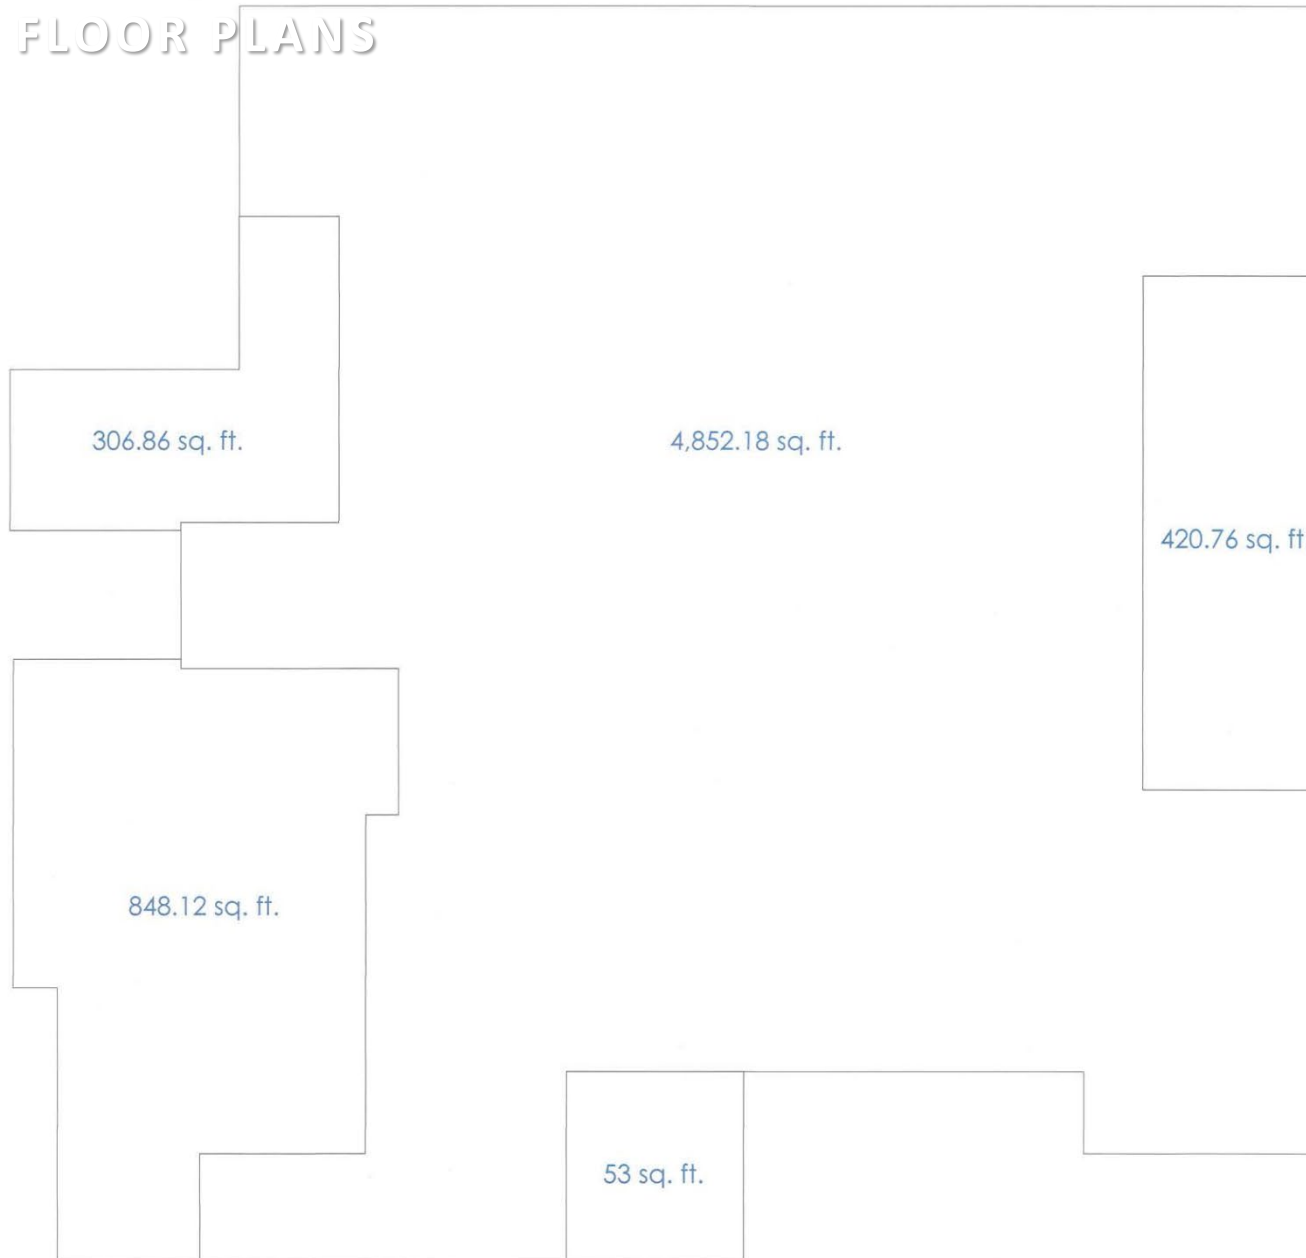 FLOOR PLANS
306.86 sq. ft.
4,852.18 sq. ft.
420.76 sq. ft
848.12 sq. ft.
53 sq. ft.